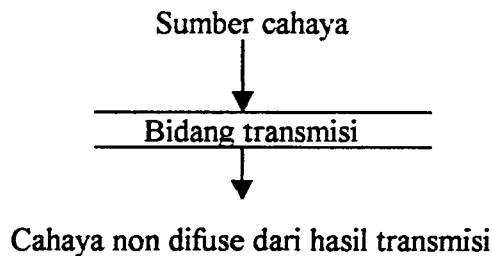 Sumber cahaya
Bidang transmisi
Cahaya non difuse dari hasil transmisi